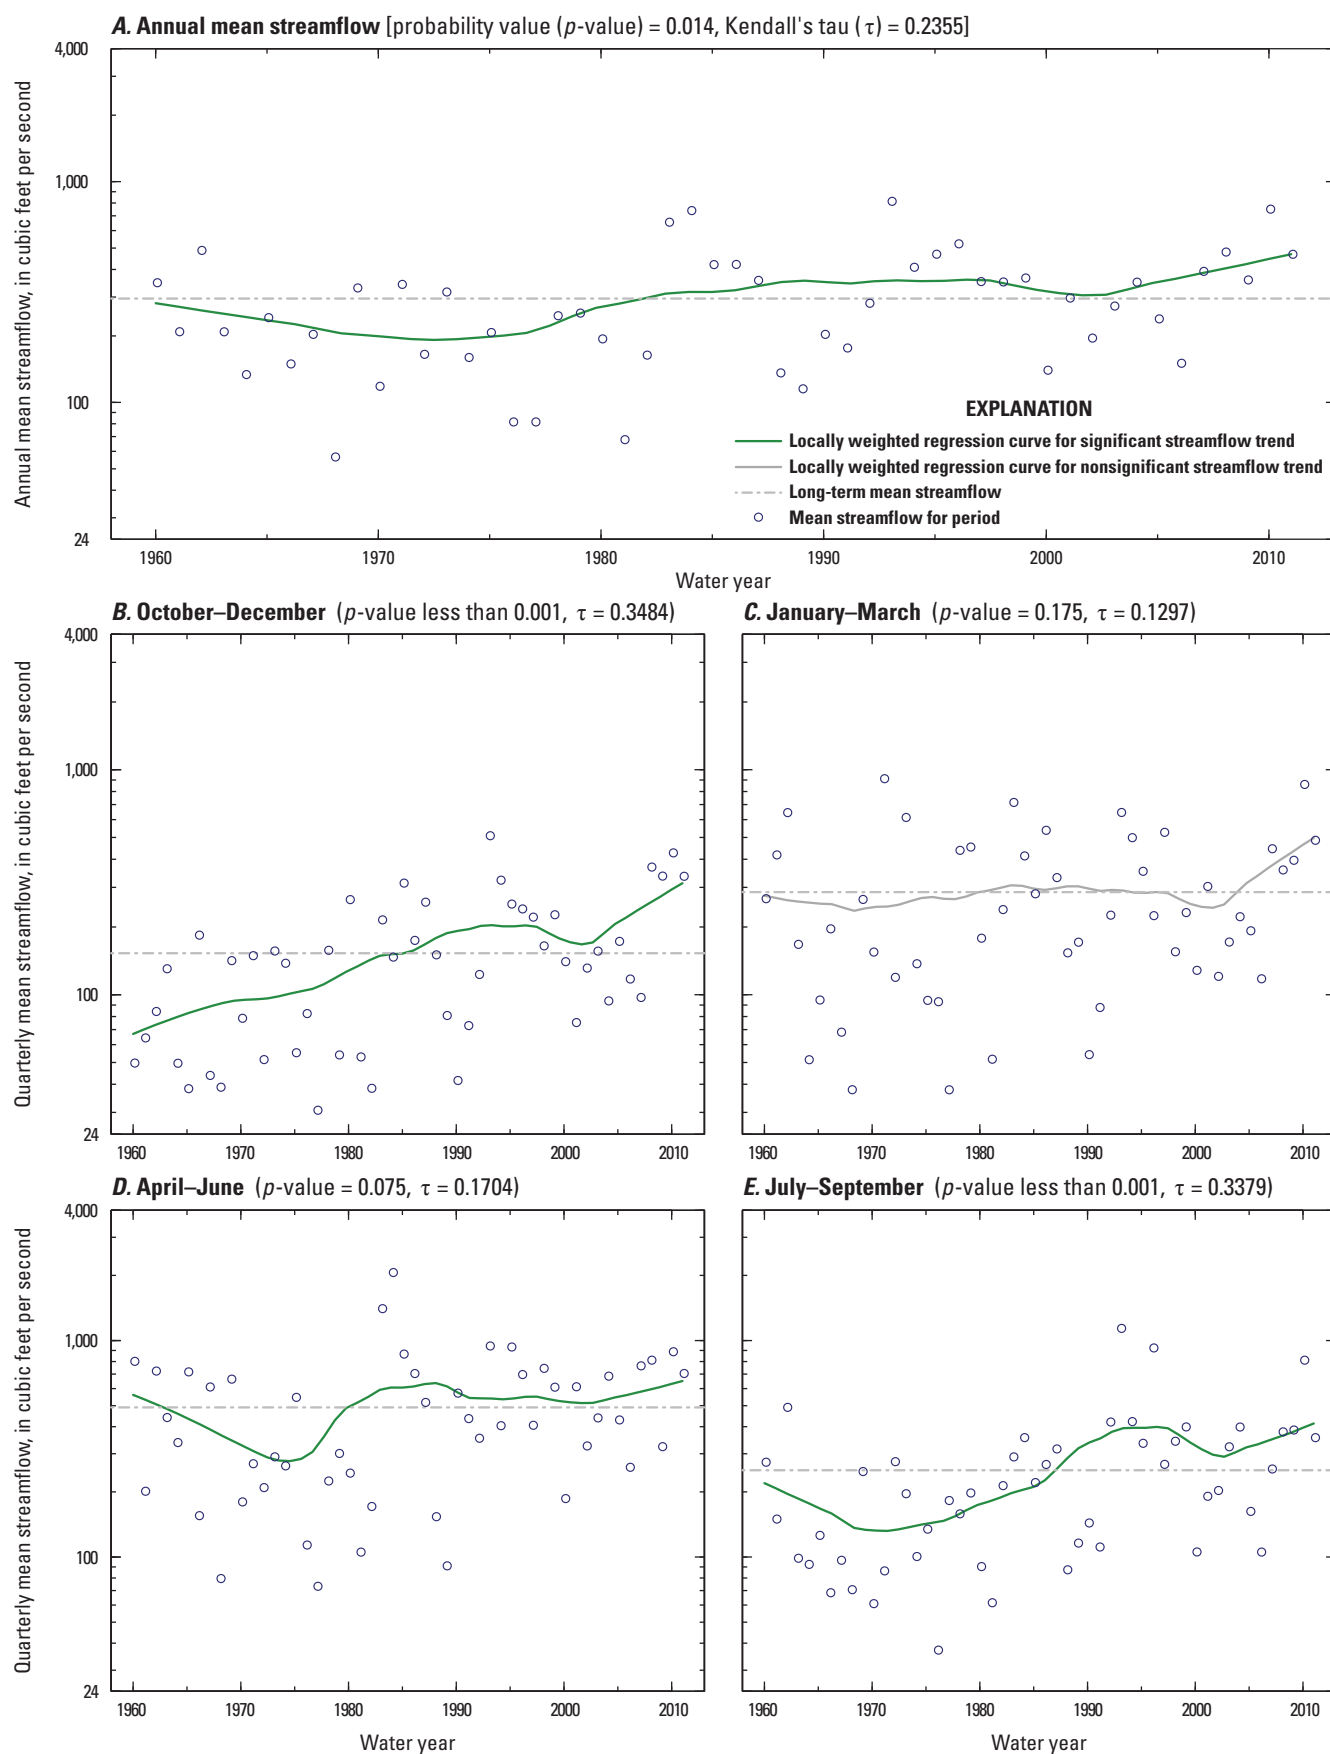 A. Annual mean streamflow [probability value (p-value) = 0.014, Kendall's tau (τ) = 0.2355]
4,000
1,000
100
24
Annual mean streamflow, in cubic feet per second
EXPLANATION
Locally weighted regression curve for significant streamflow trend
Locally weighted regression curve for nonsignificant streamflow trend
Long-term mean streamflow
Mean streamflow for period
1960 1970 1980 1990 2000 2010
Water year
B. October–December (p-value less than 0.001, τ = 0.3484)
4,000
1,000
100
24
Quarterly mean streamflow, in cubic feet per second
1960 1970 1980 1990 2000 2010
C. January–March (p-value = 0.175, τ = 0.1297)
1960 1970 1980 1990 2000 2010
D. April–June (p-value = 0.075, τ = 0.1704)
4,000
1,000
100
24
Quarterly mean streamflow, in cubic feet per second
1960 1970 1980 1990 2000 2010
Water year
E. July–September (p-value less than 0.001, τ = 0.3379)
1960 1970 1980 1990 2000 2010
Water year